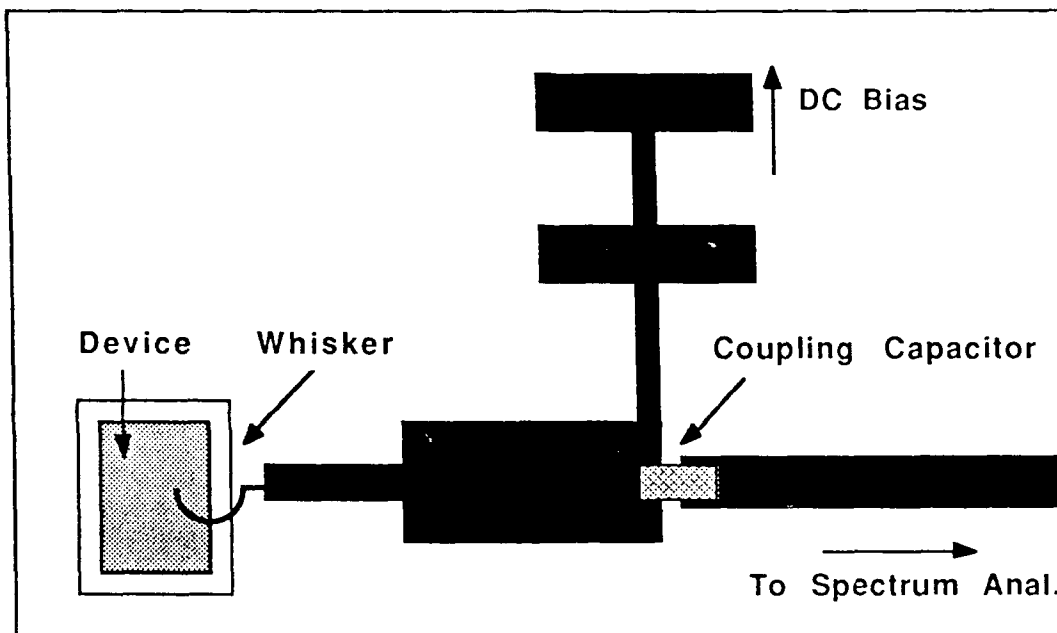 DC Bias
Device
Whisker
Coupling Capacitor
To Spectrum Anal.